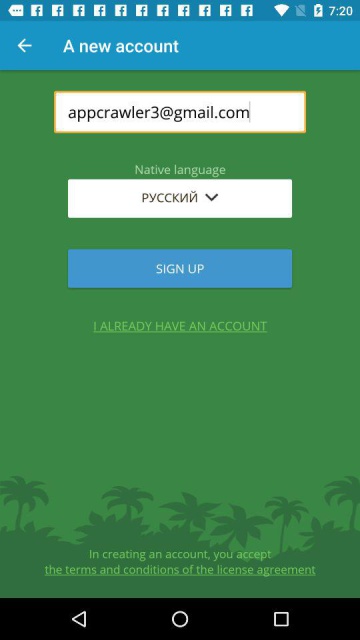 7:20
A new account
appcrawler3@gmail.com
Native language
РУССКИЙ
SIGN UP
I ALREADY HAVE AN ACCOUNT
In creating an account, you accept
the terms and conditions of the license agreement